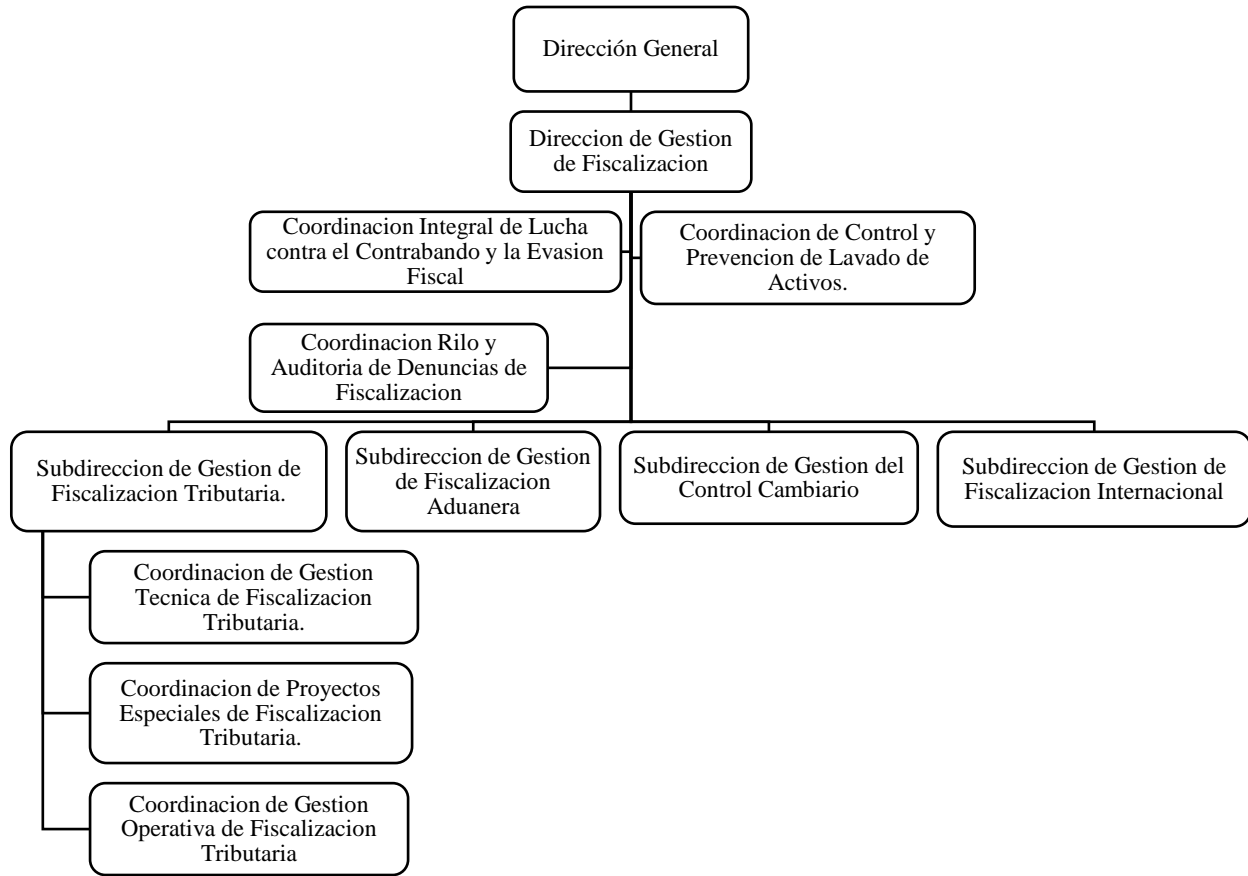 Dirección General
Direccion de Gestion
de Fiscalizacion
Coordinacion Integral de Lucha
contra el Contrabando y la Evasion
Fiscal
Coordinacion de Control y
Prevencion de Lavado de
Activos.
Coordinacion Rilo y
Auditoria de Denuncias de
Fiscalizacion
Subdireccion de Gestion de
Fiscalizacion Tributaria.
Subdireccion de Gestion
de Fiscalizacion
Aduanera
Subdireccion de Gestion del
Control Cambiario
Subdireccion de Gestion de
Fiscalizacion Internacional
Coordinacion de Gestion
Tecnica de Fiscalizacion
Tributaria.
Coordinacion de Proyectos
Especiales de Fiscalizacion
Tributaria.
Coordinacion de Gestion
Operativa de Fiscalizacion
Tributaria